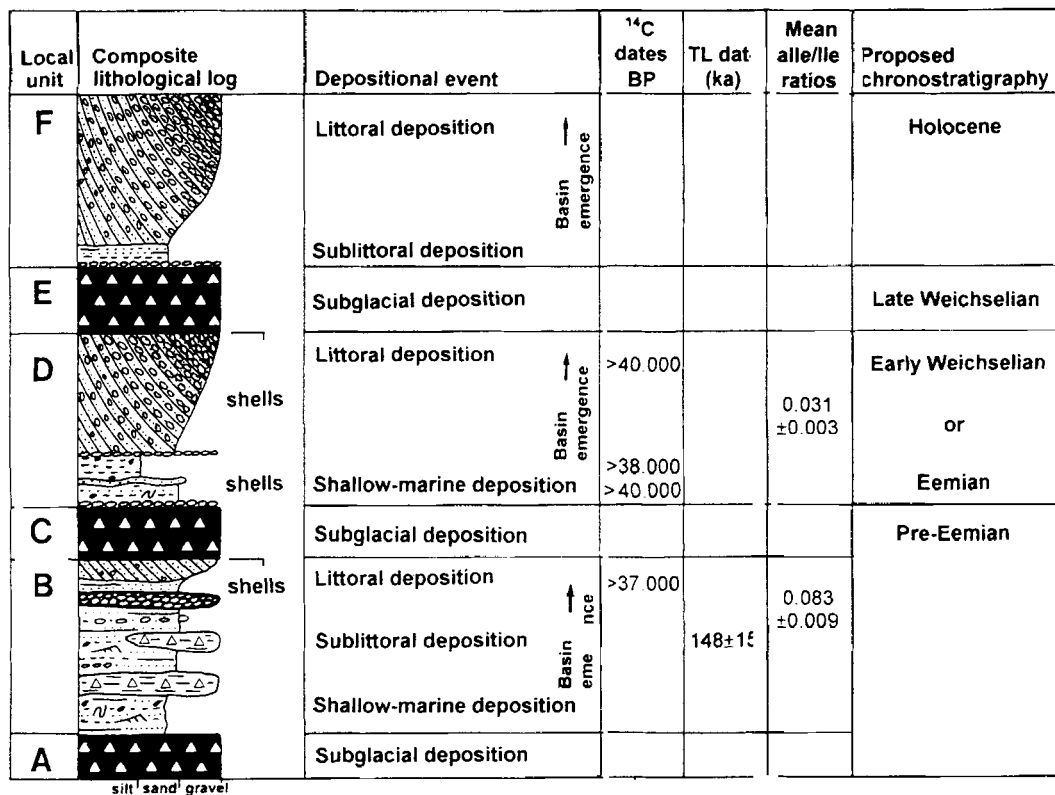 Local unit
Composite lithological log
Depositional event
¹⁴C dates BP
TL dat (ka)
Mean aIle/Ile ratios
Proposed chronostratigraphy
F
Littoral deposition
Basin emergence
Holocene
Sublittoral deposition
E
Subglacial deposition
Late Weichselian
D
shells
shells
Littoral deposition
Basin emergence
Shallow-marine deposition
>40.000
>38.000
>40.000
0.031
±0.003
Early Weichselian
or
Eemian
C
Subglacial deposition
Pre-Eemian
B
shells
Littoral deposition
Sublittoral deposition
Shallow-marine deposition
Basin
eme nce
>37.000
148±15
0.083
±0.009
A
Subglacial deposition
silt sand gravel